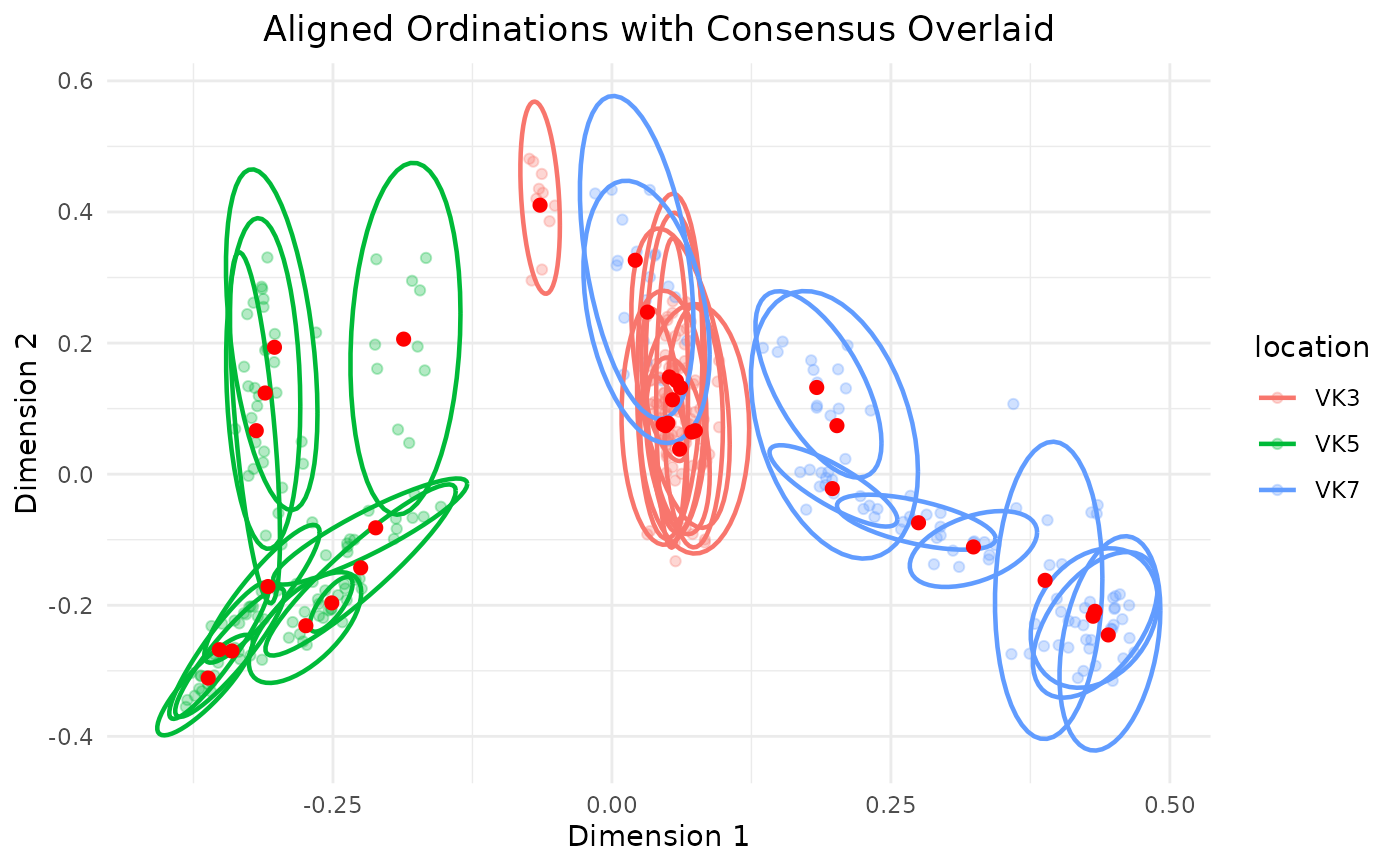 Aligned Ordinations with Consensus Overlaid
0.6
0.4
0.2
0.0
-0.2
-0.4
Dimension 2
-0.25
0.00
0.25
0.50
Dimension 1
location
VK3
VK5
VK7